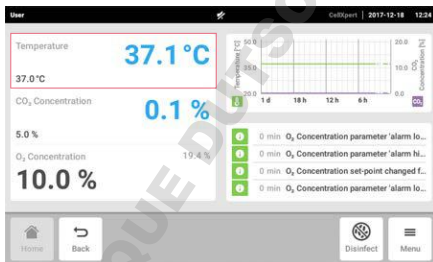 User
CellXpert | 2017-12-18 12:24
Temperature
37.1 °C
37.0 °C
CO₂ Concentration
0.1 %
5.0 %
O₂ Concentration
19.4 %
10.0 %
Temperature [°C]
50.0
35.0
20.0
20.0
10.0
0.0
CO₂
Concentration [%]
1 d 18 h 12 h 6 h
CO₂
0 min O₂ Concentration parameter 'alarm lo...
0 min O₂ Concentration parameter 'alarm hi...
0 min O₂ Concentration set-point changed f...
0 min O₂ Concentration parameter 'alarm lo...
Home
Back
Disinfect
Menu